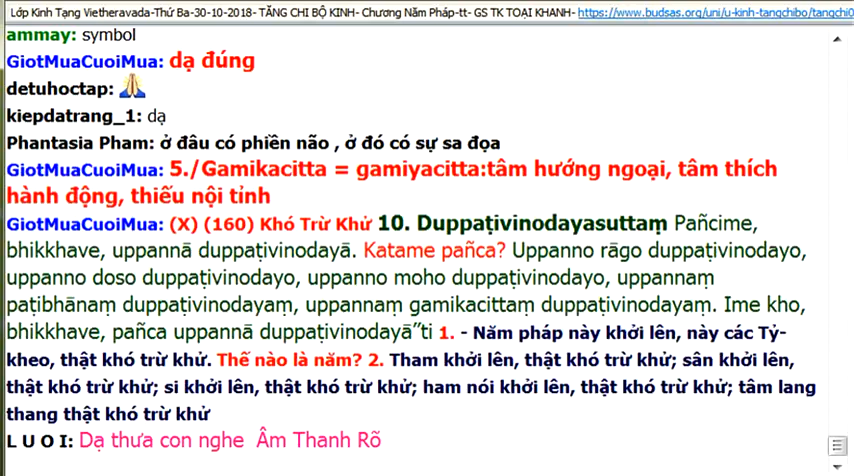 Lớp Kinh Tạng Vietheravada-Thứ Ba-30-10-2018- TĂNG CHI BỘ KINH- Chương Năm Pháp-tt- GS TK TOẠI KHANH- https://www.budsas.org/uni/u-kinh-tangchibo/tangchi0
ammay: symbol
GiotMuaCuoiMua: dạ đúng
detuhoctap: 🙏
kiepdatrang_1: dạ
Phantasia Pham: ở đâu có phiền não , ở đó có sự sa đọa
GiotMuaCuoiMua: 5./Gamikacitta = gamiyacitta:tâm hướng ngoại, tâm thích
hành động, thiếu nội tỉnh
GiotMuaCuoiMua: (X) (160) Khó Trừ Khử 10. Duppaṭivinodayasuttaṃ Pañcime,
bhikkhave, uppannā duppaṭivinodayā. Katame pañca? Uppanno rāgo duppaṭivinodayo,
uppanno doso duppaṭivinodayo, uppanno moho duppaṭivinodayo, uppannaṃ
paṭibhānaṃ duppaṭivinodayaṃ, uppannaṃ gamikacittaṃ duppaṭivinodayaṃ. Ime kho,
bhikkhave, pañca uppannā duppaṭivinodayā”ti 1. - Năm pháp này khởi lên, này các Tỷ-
kheo, thật khó trừ khử. Thế nào là năm? 2. Tham khởi lên, thật khó trừ khử; sân khởi lên,
thật khó trừ khử; si khởi lên, thật khó trừ khử; ham nói khởi lên, thật khó trừ khử; tâm lang
thang thật khó trừ khử
L U O I: Dạ thưa con nghe Âm Thanh Rõ